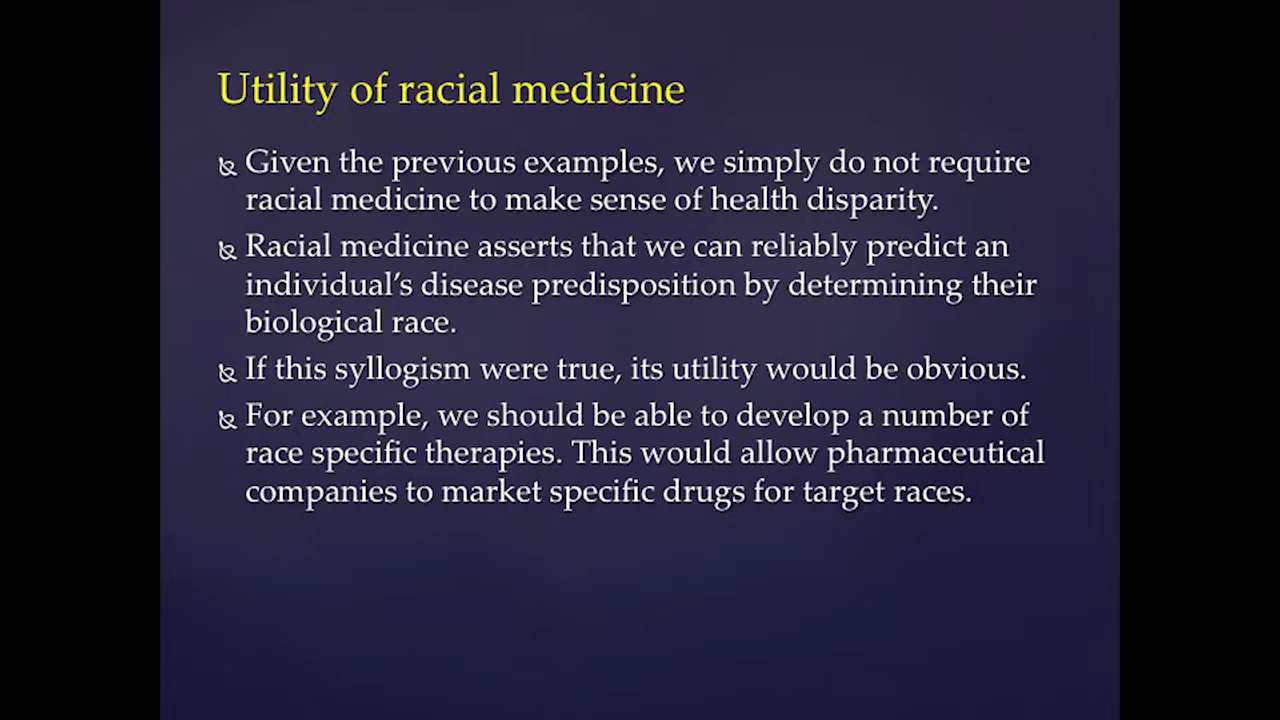 Utility of racial medicine
Given the previous examples, we simply do not require
racial medicine to make sense of health disparity.
Racial medicine asserts that we can reliably predict an
individual's disease predisposition by determining their
biological race.
If this syllogism were true, its utility would be obvious.
For example, we should be able to develop a number of
race specific therapies. This would allow pharmaceutical
companies to market specific drugs for target races.